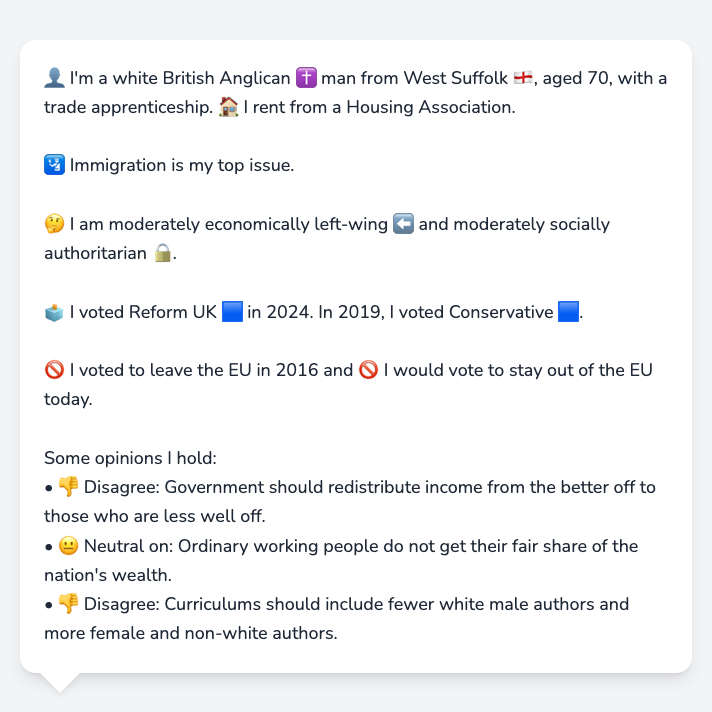 👤 I'm a white British Anglican ✝️ man from West Suffolk 🏴󠁧󠁢󠁥󠁮󠁧󠁿, aged 70, with a
trade apprenticeship. 🏠 I rent from a Housing Association.
🛂 Immigration is my top issue.
🤔 I am moderately economically left-wing ⬅️ and moderately socially
authoritarian 🔒.
🗳️ I voted Reform UK 🟦 in 2024. In 2019, I voted Conservative 🟦.
🚫 I voted to leave the EU in 2016 and 🚫 I would vote to stay out of the EU
today.
Some opinions I hold:
• 👎 Disagree: Government should redistribute income from the better off to
those who are less well off.
• 😐 Neutral on: Ordinary working people do not get their fair share of the
nation's wealth.
• 👎 Disagree: Curriculums should include fewer white male authors and
more female and non-white authors.